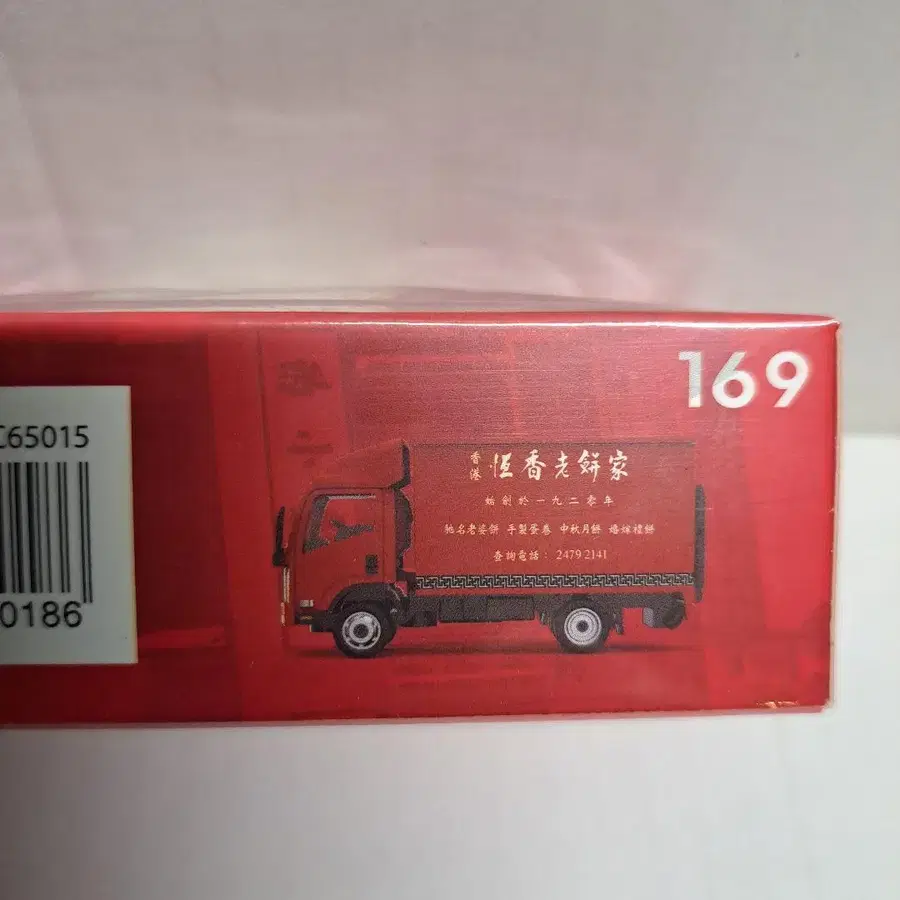 169
C65015
0186
香港 恆香老餅家
始創於一九二零年
馳名老婆餅 手製蛋卷 中秋月餅 婚嫁禮餅
查詢電話：2479 2141